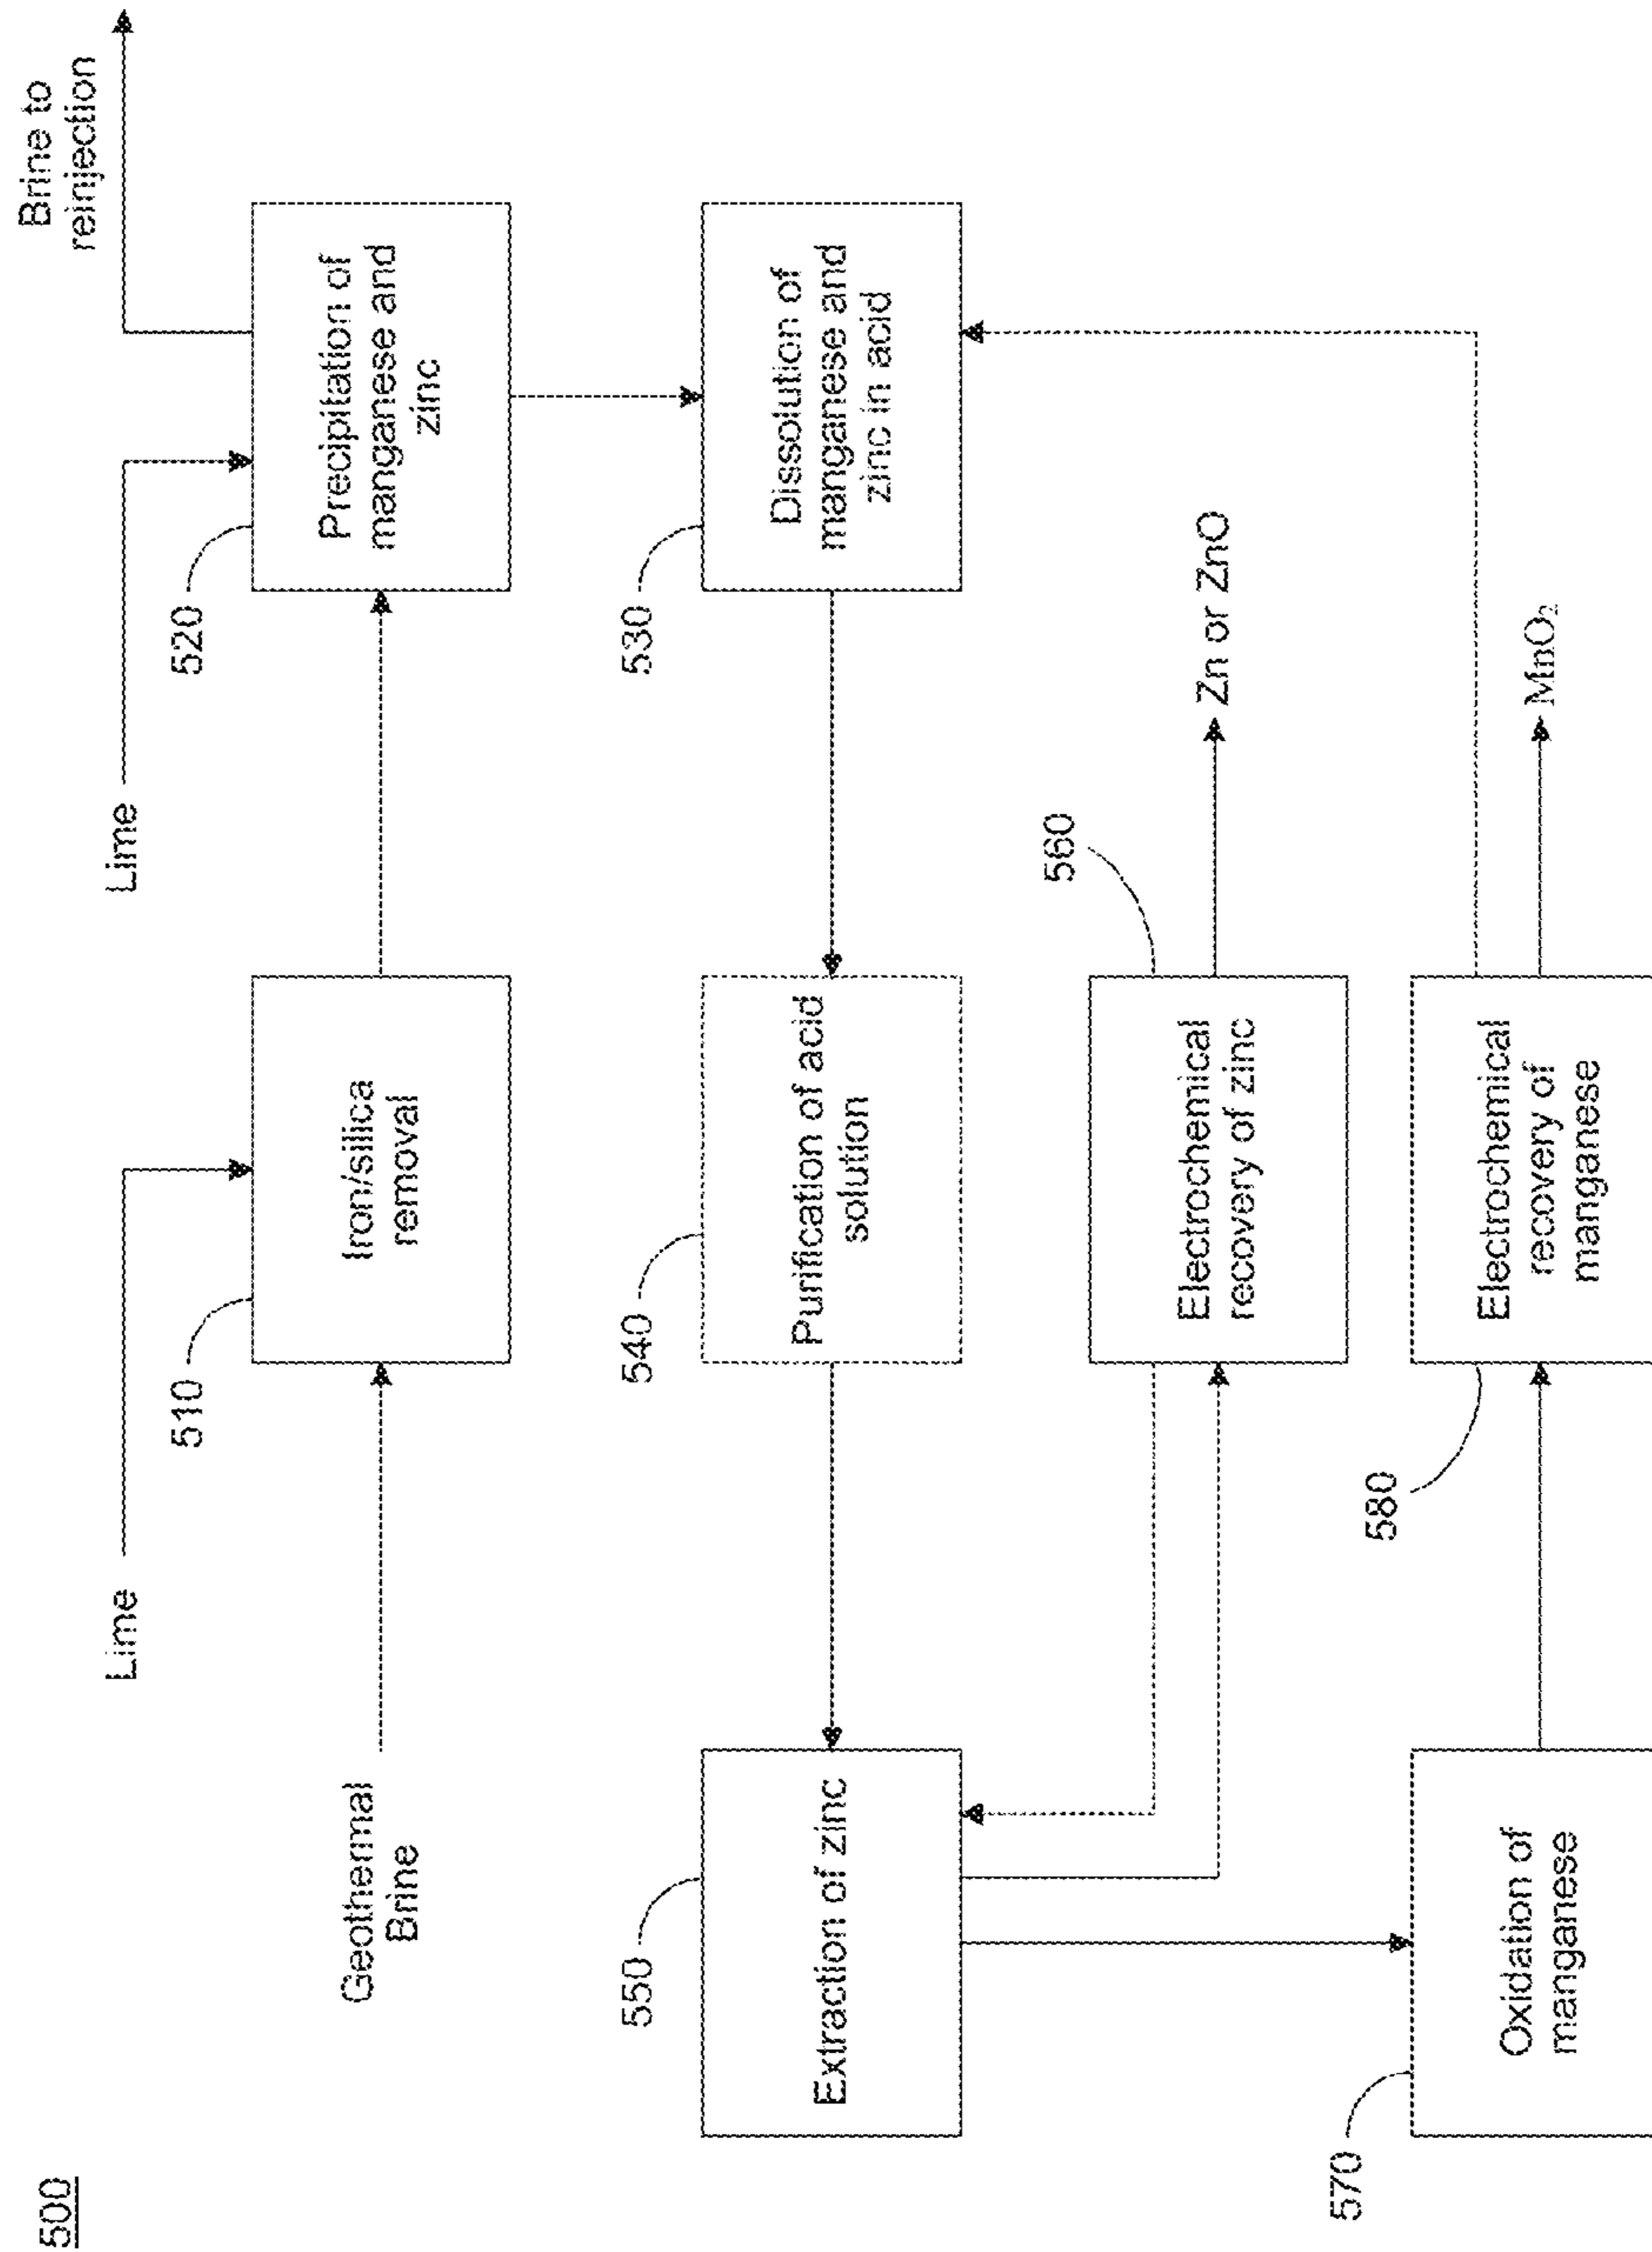 500
Lime
Lime
Brine to
reinjection
510
520
Geothermal
Brine
Iron/silica
removal
Precipitation of
manganese and
zinc
550
540
530
Extraction of zinc
Purification of acid
solution
Dissolution of
manganese and
zinc in acid
560
Electrochemical
recovery of zinc
Zn or ZnO
570
580
Oxidation of
manganese
Electrochemical
recovery of
manganese
MnO₂